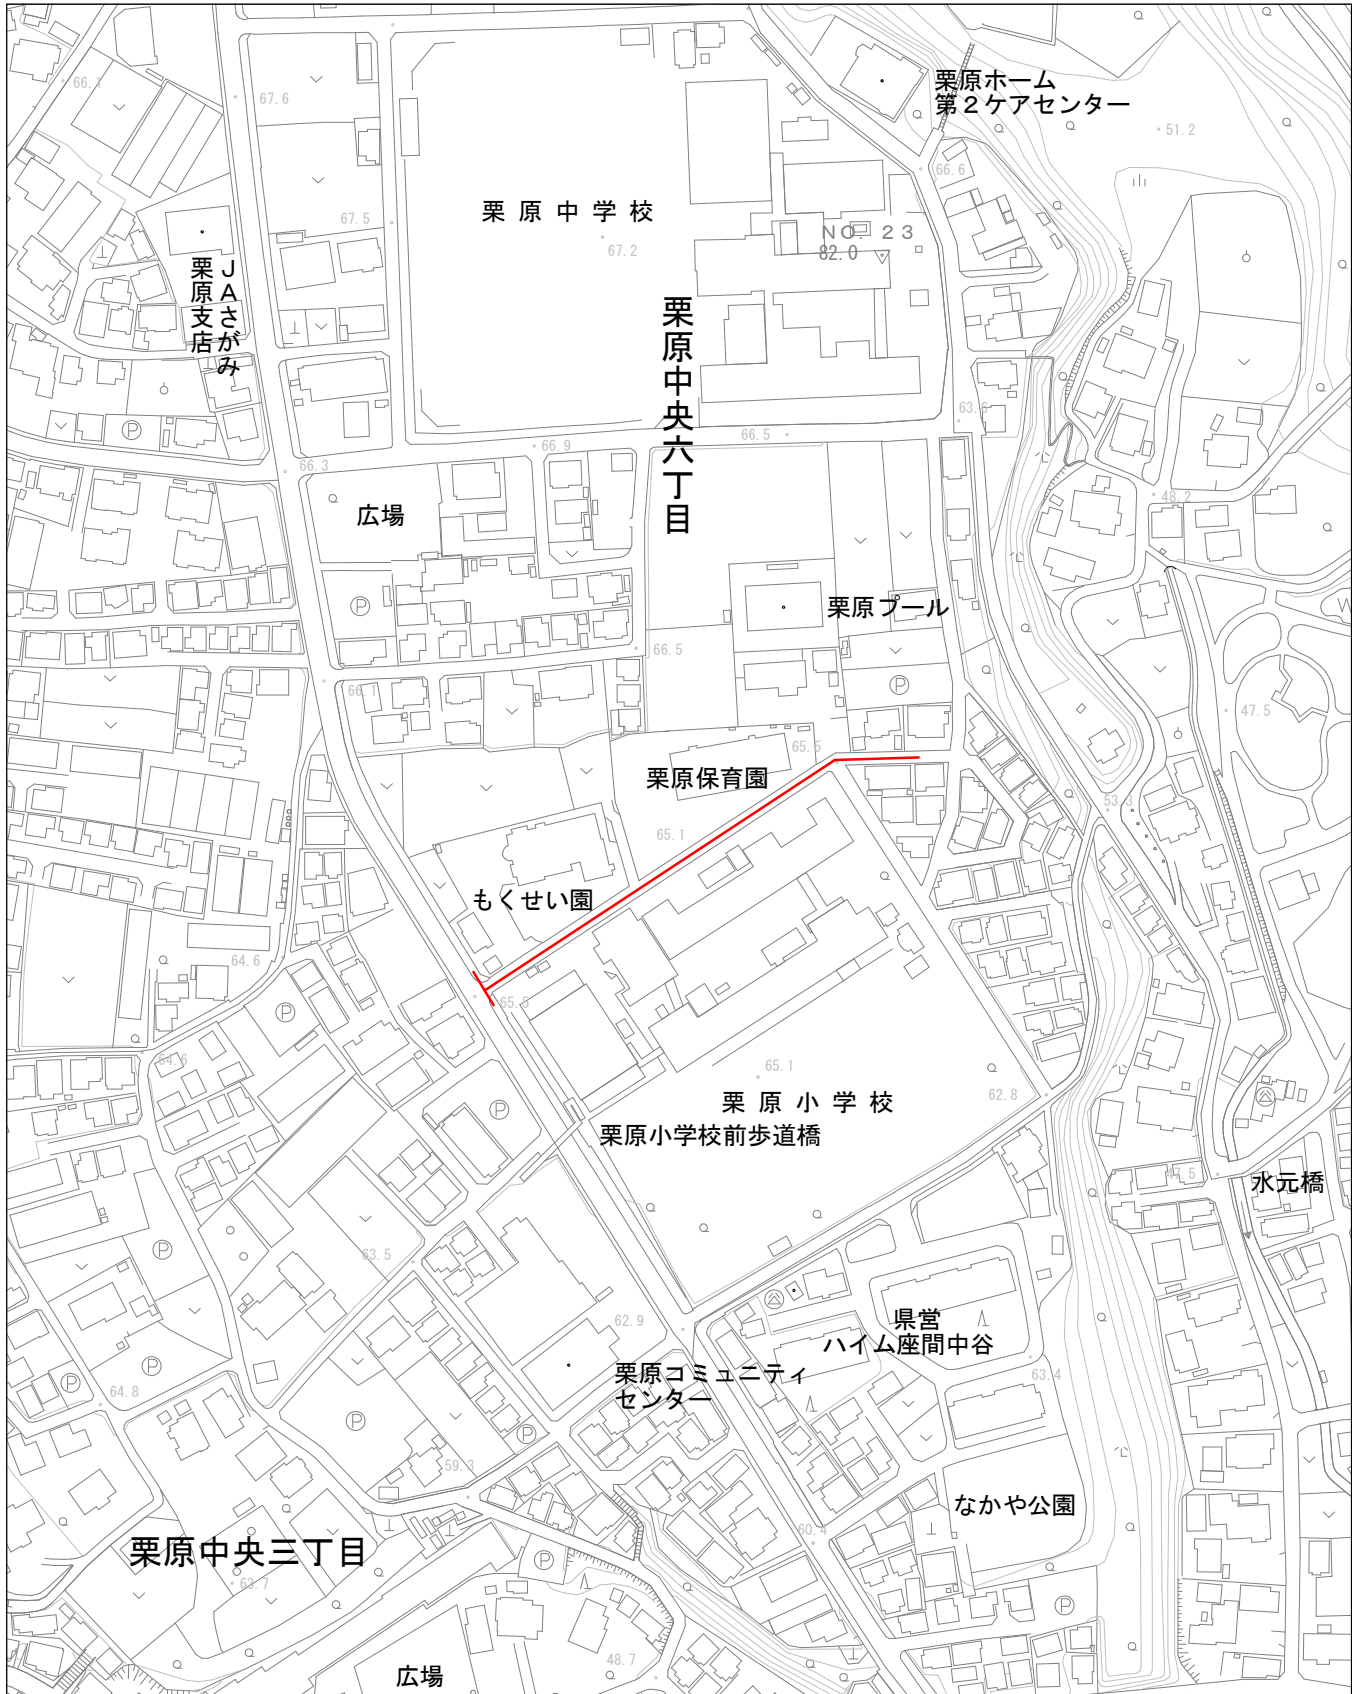 栗原ホーム
第2ケアセンター
66.1
67.6
51.2
66.6
栗原中学校
67.5
67.2
NO. 23
82.0
JAさがみ
栗原支店
栗原中央六丁目
63.6
P
66.9
66.5
66.3
48.2
広場
P
栗原プール
W
66.5
66.1
P
47.5
65.5
栗原保育園
53.3
65.1
もくせい園
64.6
65.5
P
64.6
65.1
62.8
栗原小学校
P
栗原小学校前歩道橋
47.5
水元橋
P
63.5
62.9
県営
ハイム座間中谷
栗原コミュニティ
センター
63.4
P
P
64.8
P
P
59.3
なかや公園
60.4
栗原中央三丁目
P
63.7
P
48.7
広場